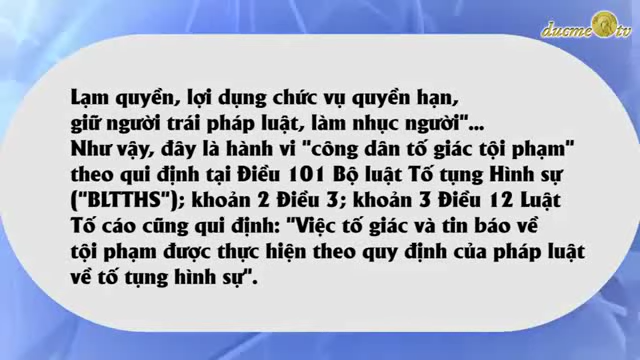 ducme tv
Lạm quyền, lợi dụng chức vụ quyền hạn,
giữ người trái pháp luật, làm nhục người"...
Như vậy, đây là hành vi "công dân tố giác tội phạm"
theo qui định tại Điều 101 Bộ luật Tố tụng Hình sự
("BLTTHS"); khoản 2 Điều 3; khoản 3 Điều 12 Luật
Tố cáo cũng qui định: "Việc tố giác và tin báo về
tội phạm được thực hiện theo quy định của pháp luật
về tố tụng hình sự".